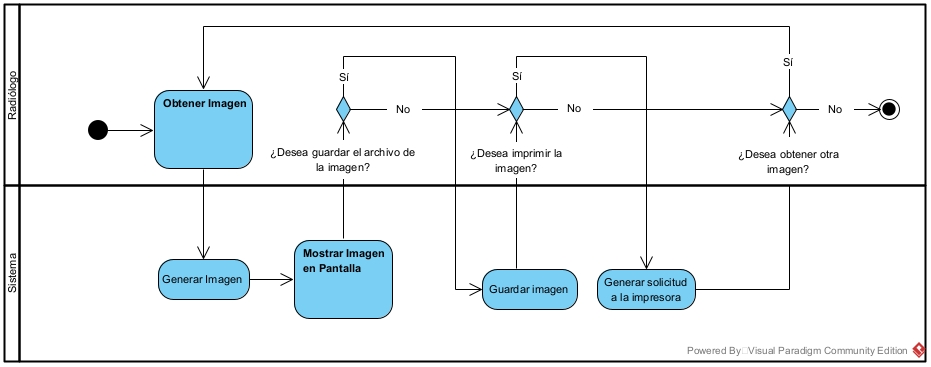 Radiólogo
Sí
Sí
Sí
Obtener Imagen
No
No
No
¿Desea guardar el archivo de
la imagen?
¿Desea imprimir la
imagen?
¿Desea obtener otra
imagen?
Sistema
Mostrar Imagen
en Pantalla
Generar Imagen
Guardar imagen
Generar solicitud
a la impresora
Powered By Visual Paradigm Community Edition